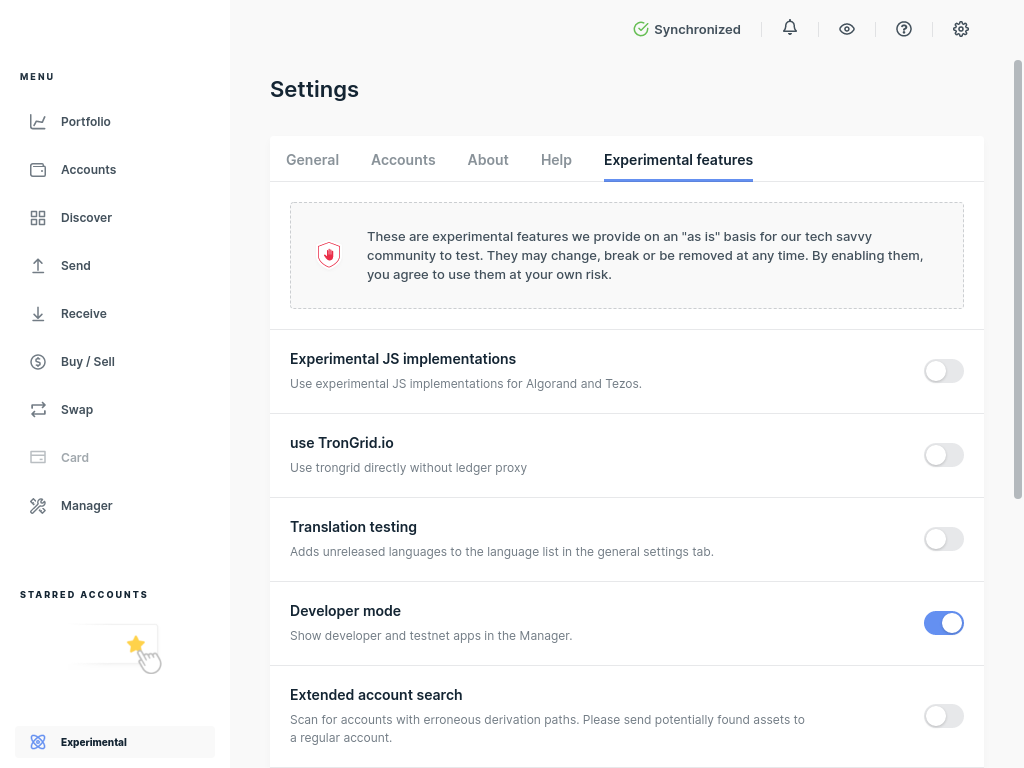 Synchronized
MENU
Portfolio
Accounts
Discover
Send
Receive
Buy / Sell
Swap
Card
Manager
STARRED ACCOUNTS
Experimental
Settings
General Accounts About Help Experimental features
These are experimental features we provide on an "as is" basis for our tech savvy
community to test. They may change, break or be removed at any time. By enabling them,
you agree to use them at your own risk.
Experimental JS implementations
Use experimental JS implementations for Algorand and Tezos.
use TronGrid.io
Use trongrid directly without ledger proxy
Translation testing
Adds unreleased languages to the language list in the general settings tab.
Developer mode
Show developer and testnet apps in the Manager.
Extended account search
Scan for accounts with erroneous derivation paths. Please send potentially found assets to
a regular account.